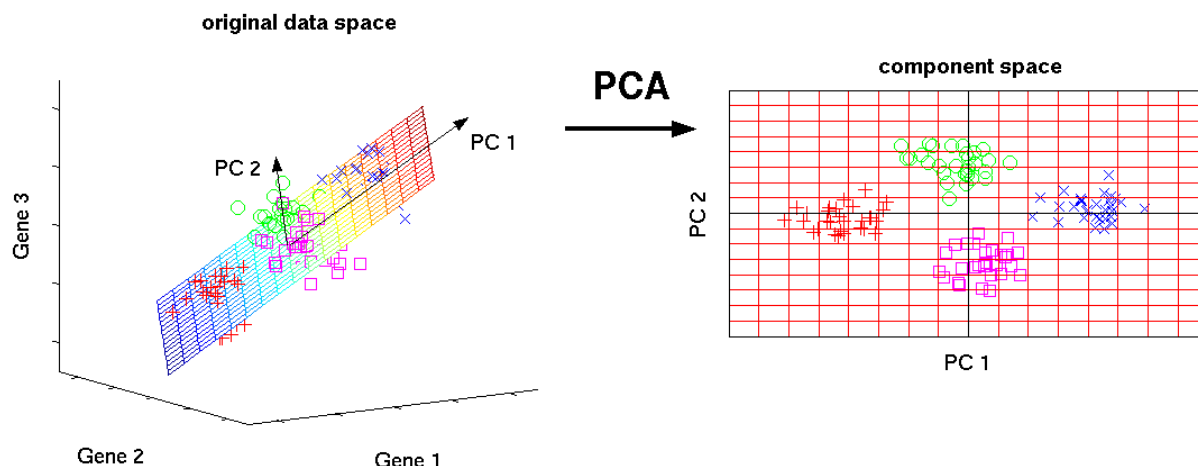 original data space
PCA
component space
PC 1
PC 2
Gene 3
Gene 2
Gene 1
PC 2
PC 1